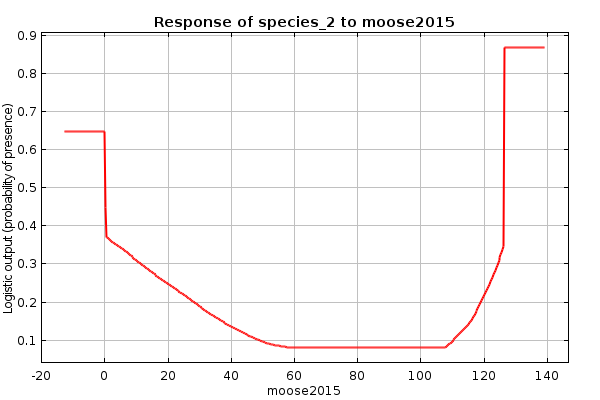 Response of species_2 to moose2015
Logistic output (probability of presence)
0.9
0.8
0.7
0.6
0.5
0.4
0.3
0.2
0.1
-20 0 20 40 60 80 100 120 140
moose2015